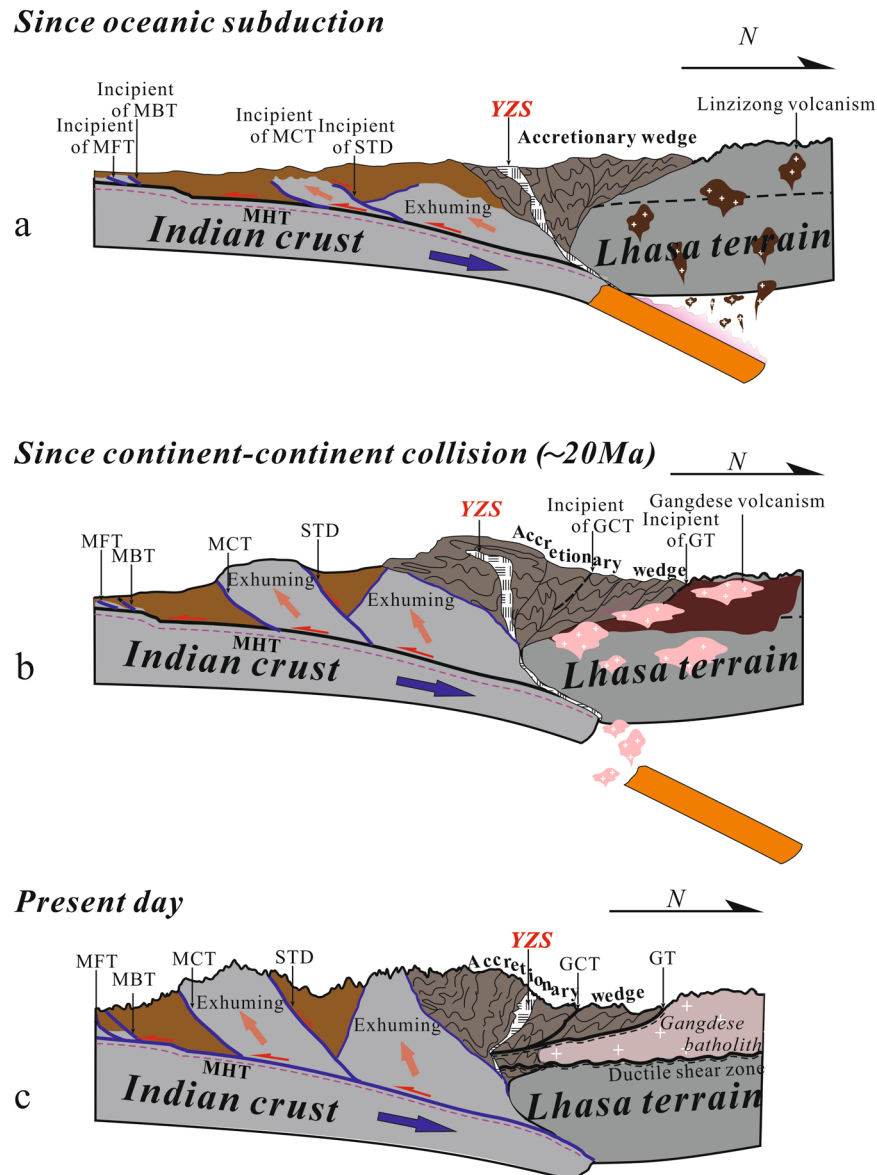 Since oceanic subduction
N
Incipient
of MBT
Incipient
of MFT
Incipient
of MCT
Incipient
of STD
YZS
Accretionary wedge
Linzizong volcanism
Exhuming
MHT
Indian crust
Lhasa terrain
a
Since continent-continent collision (~20Ma)
N
MFT
MBT
MCT
STD
YZS
Accretionary wedge
Incipient
of GCT
Incipient
of GT
Gangdese volcanism
Exhuming
Exhuming
MHT
Indian crust
Lhasa terrain
b
Present day
N
MFT
MBT
MCT
STD
YZS
Accretionary wedge
GCT
GT
Exhuming
Exhuming
Gangdese
batholith
Ductile shear zone
MHT
Indian crust
Lhasa terrain
c